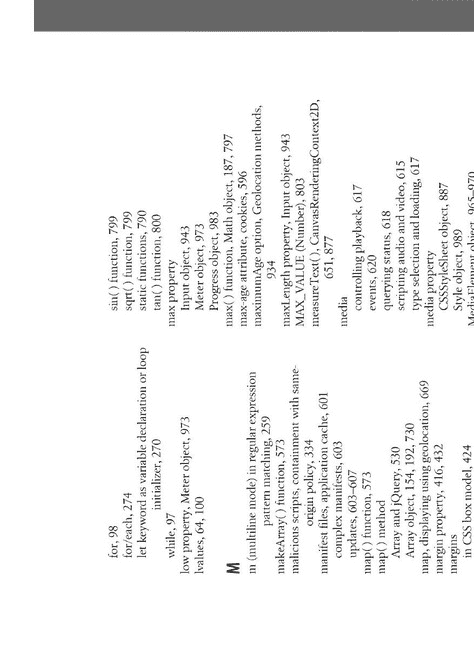 for, 98
for/each, 274
let keyword as variable declaration or loop
initializer, 270
while, 97
low property, Meter object, 973
lvalues, 64, 100
M
m (multiline mode) in regular expression
pattern matching, 259
makeArray( ) function, 573
malicious scripts, containment with same-
origin policy, 334
manifest files, application cache, 601
complex manifests, 603
updates, 603–607
map( ) function, 573
map( ) method
Array and jQuery, 530
Array object, 154, 192, 730
map, displaying using geolocation, 669
margin property, 416, 432
margins
in CSS box model, 424
sin( ) function, 799
sqrt( ) function, 799
static functions, 790
tan( ) function, 800
max property
Input object, 943
Meter object, 973
Progress object, 983
max( ) function, Math object, 187, 797
max-age attribute, cookies, 596
maximumAge option, Geolocation methods,
934
maxLength property, Input object, 943
MAX_VALUE (Number), 803
measureText( ), CanvasRenderingContext2D,
651, 877
media
controlling playback, 617
events, 620
querying status, 618
scripting audio and video, 615
type selection and loading, 617
media property
CSSStyleSheet object, 887
Style object, 989
MediaElement object, 965–970